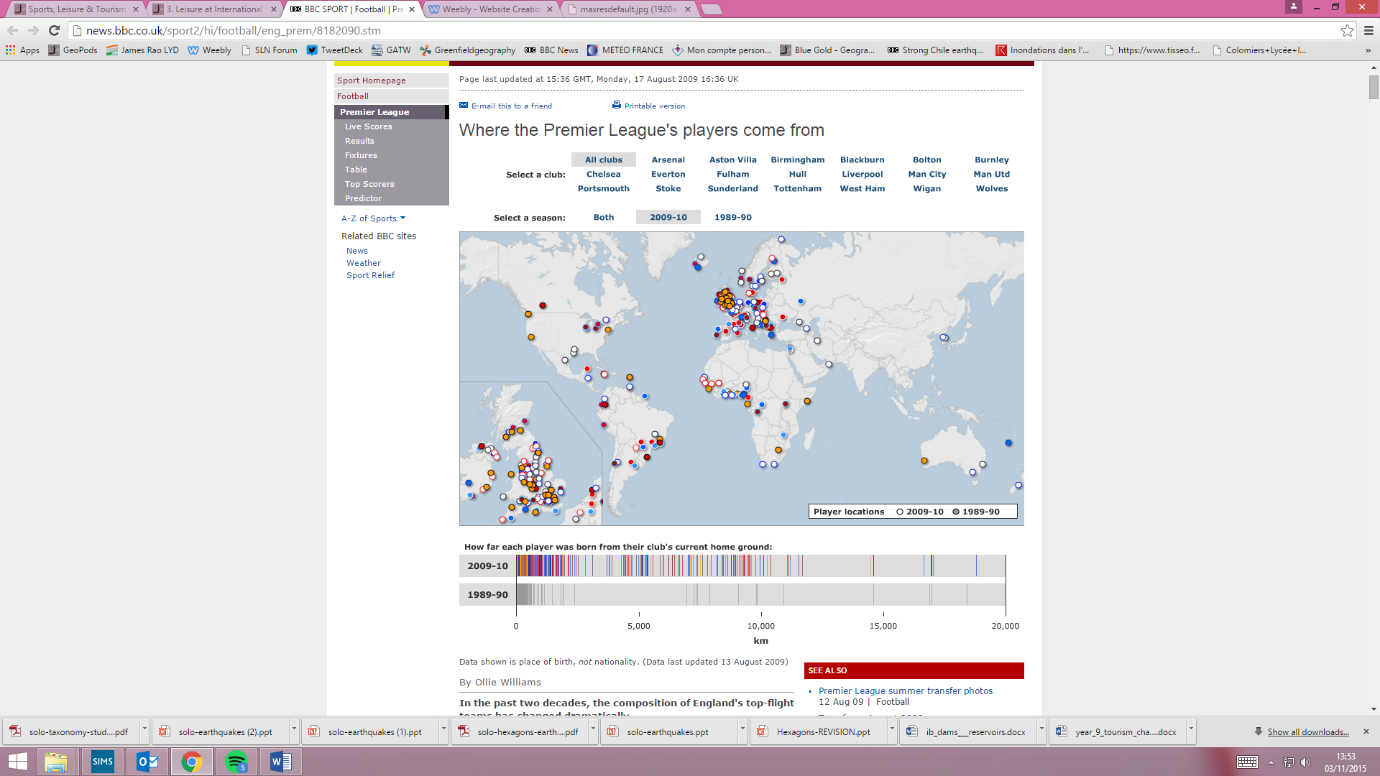 Sports, Leisure & Tourism
3. Leisure at International
BBC SPORT | Football | Pre
Weebly - Website Creatio
maxresdefault.jpg (1920×
news.bbc.co.uk/sport2/hi/football/eng_prem/8182090.stm
Apps
GeoPods
James Rao LYD
Weebly
SLN Forum
TweetDeck
GATW
Greenfieldgeography
BBC News
METEO FRANCE
Mon compte person...
Blue Gold - Geogra...
Strong Chile earthq...
Inondations dans l'...
https://www.tisseo.f...
Colomiers+Lycée+I...
»
Sport Homepage
Football
Premier League
Live Scores
Results
Fixtures
Table
Top Scorers
Predictor
A-Z of Sports
Related BBC sites
News
Weather
Sport Relief
Page last updated at 15:36 GMT, Monday, 17 August 2009 16:36 UK
E-mail this to a friend
Printable version
Where the Premier League's players come from
Select a club:
All clubs Arsenal Aston Villa Birmingham Blackburn Bolton Burnley
Chelsea Everton Fulham Hull Liverpool Man City Man Utd
Portsmouth Stoke Sunderland Tottenham West Ham Wigan Wolves
Select a season: Both 2009-10 1989-90
Player locations 2009-10 1989-90
How far each player was born from their club's current home ground:
2009-10
1989-90
0 5,000 10,000 15,000 20,000
km
Data shown is place of birth, not nationality. (Data last updated 13 August 2009)
By Ollie Williams
In the past two decades, the composition of England's top-flight
teams has changed dramatically
SEE ALSO
Premier League summer transfer photos
12 Aug 09 | Football
solo-taxonomy-stud....pdf
solo-earthquakes (2).ppt
solo-earthquakes (1).ppt
solo-hexagons-earth....pdf
solo-earthquakes.ppt
Hexagons-REVISION.ppt
ib_dams___reservoirs.docx
year_9_tourism_cha....docx
Show all downloads...
SIMS
13:53
03/11/2015